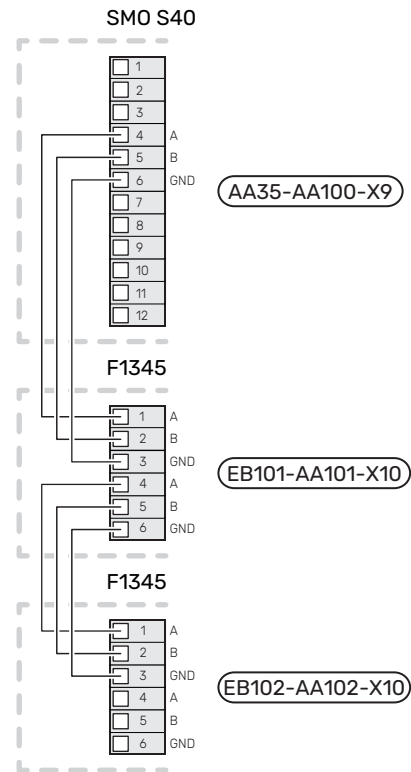 SMO S40
1
2
3
4 A
5 B
6 GND
AA35-AA100-X9
7
8
9
10
11
12
F1345
1 A
2 B
3 GND
EB101-AA101-X10
4 A
5 B
6 GND
F1345
1 A
2 B
3 GND
EB102-AA102-X10
4 A
5 B
6 GND